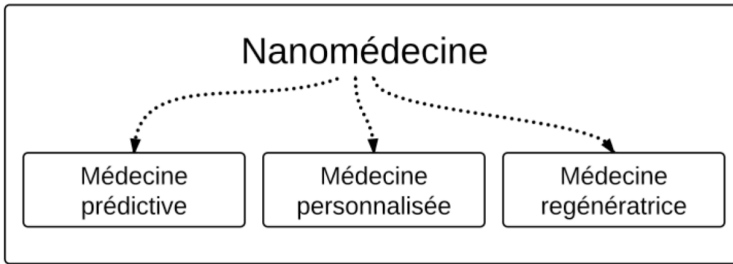 Nanomédecine
Médecine
prédictive
Médecine
personnalisée
Médecine
regénératrice